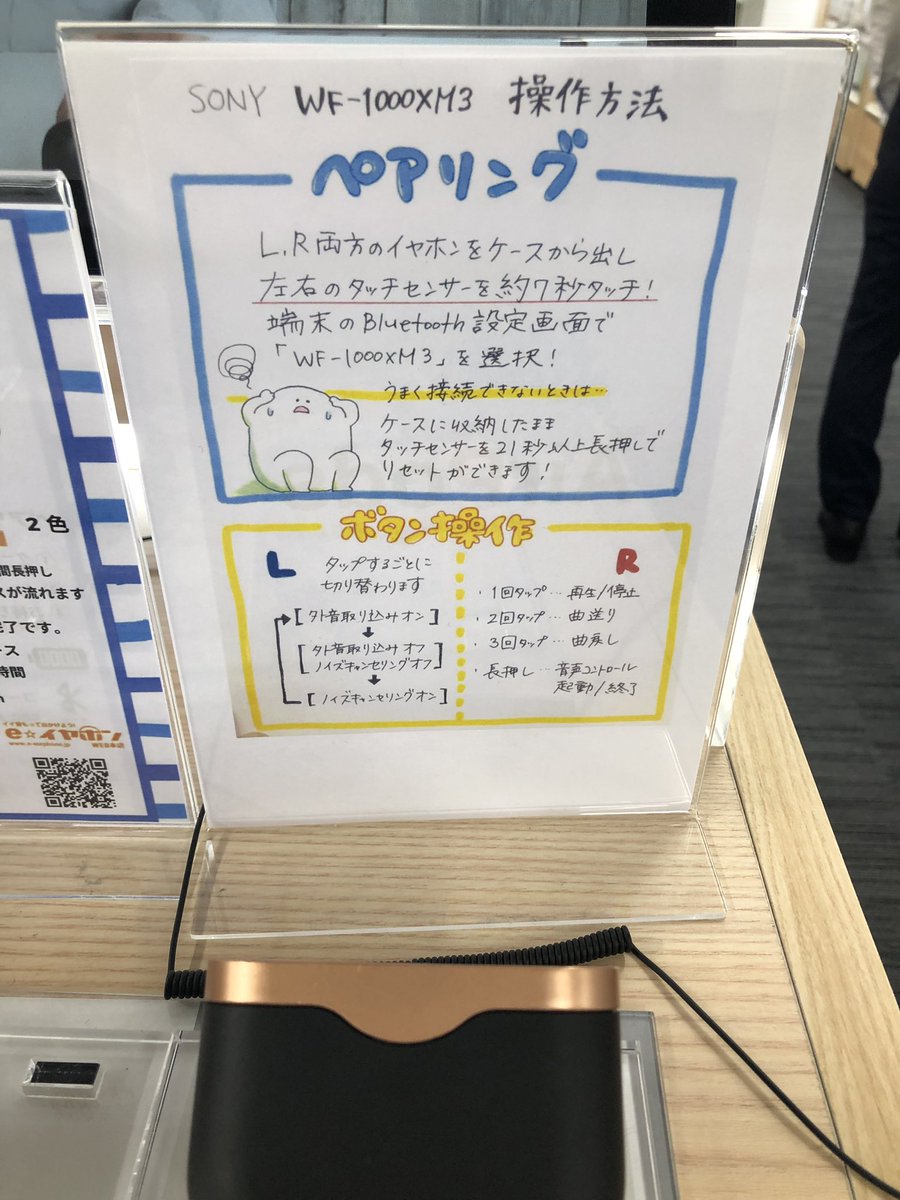 SONY WF-1000XM3 操作方法
ペアリング
L,R両方のイヤホンをケースから出し
左右のタッチセンサーを約7秒タッチ!
端末のBluetooth設定画面で
「WF-1000XM3」を選択!
うまく接続できないときは…
ケースに収納したまま
タッチセンサーを21秒以上長押しで
リセットができます!
ボタン操作
L
タップするごとに
切り替わります
[外音取り込みオン]
[外音取り込みオフ
ノイズキャンセリングオフ]
[ノイズキャンセリングオン]
R
・1回タップ…再生/停止
・2回タップ…曲送り
・3回タップ…曲戻し
・長押し…音声コントロール
起動/終了
2色
間長押し
スが流れます
完了です。
ース
時間
e☆イヤホン